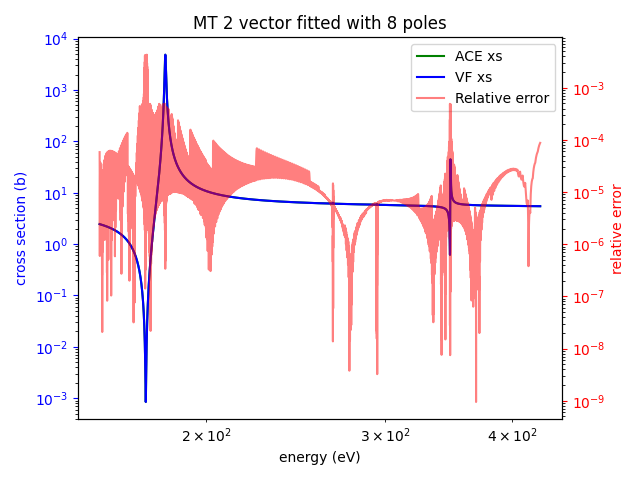 MT 2 vector fitted with 8 poles
ACE xs
VF xs
Relative error
cross section (b)
10⁴
10³
10²
10¹
10⁰
10⁻¹
10⁻²
10⁻³
relative error
10⁻³
10⁻⁴
10⁻⁵
10⁻⁶
10⁻⁷
10⁻⁸
10⁻⁹
2 × 10² 3 × 10² 4 × 10²
energy (eV)